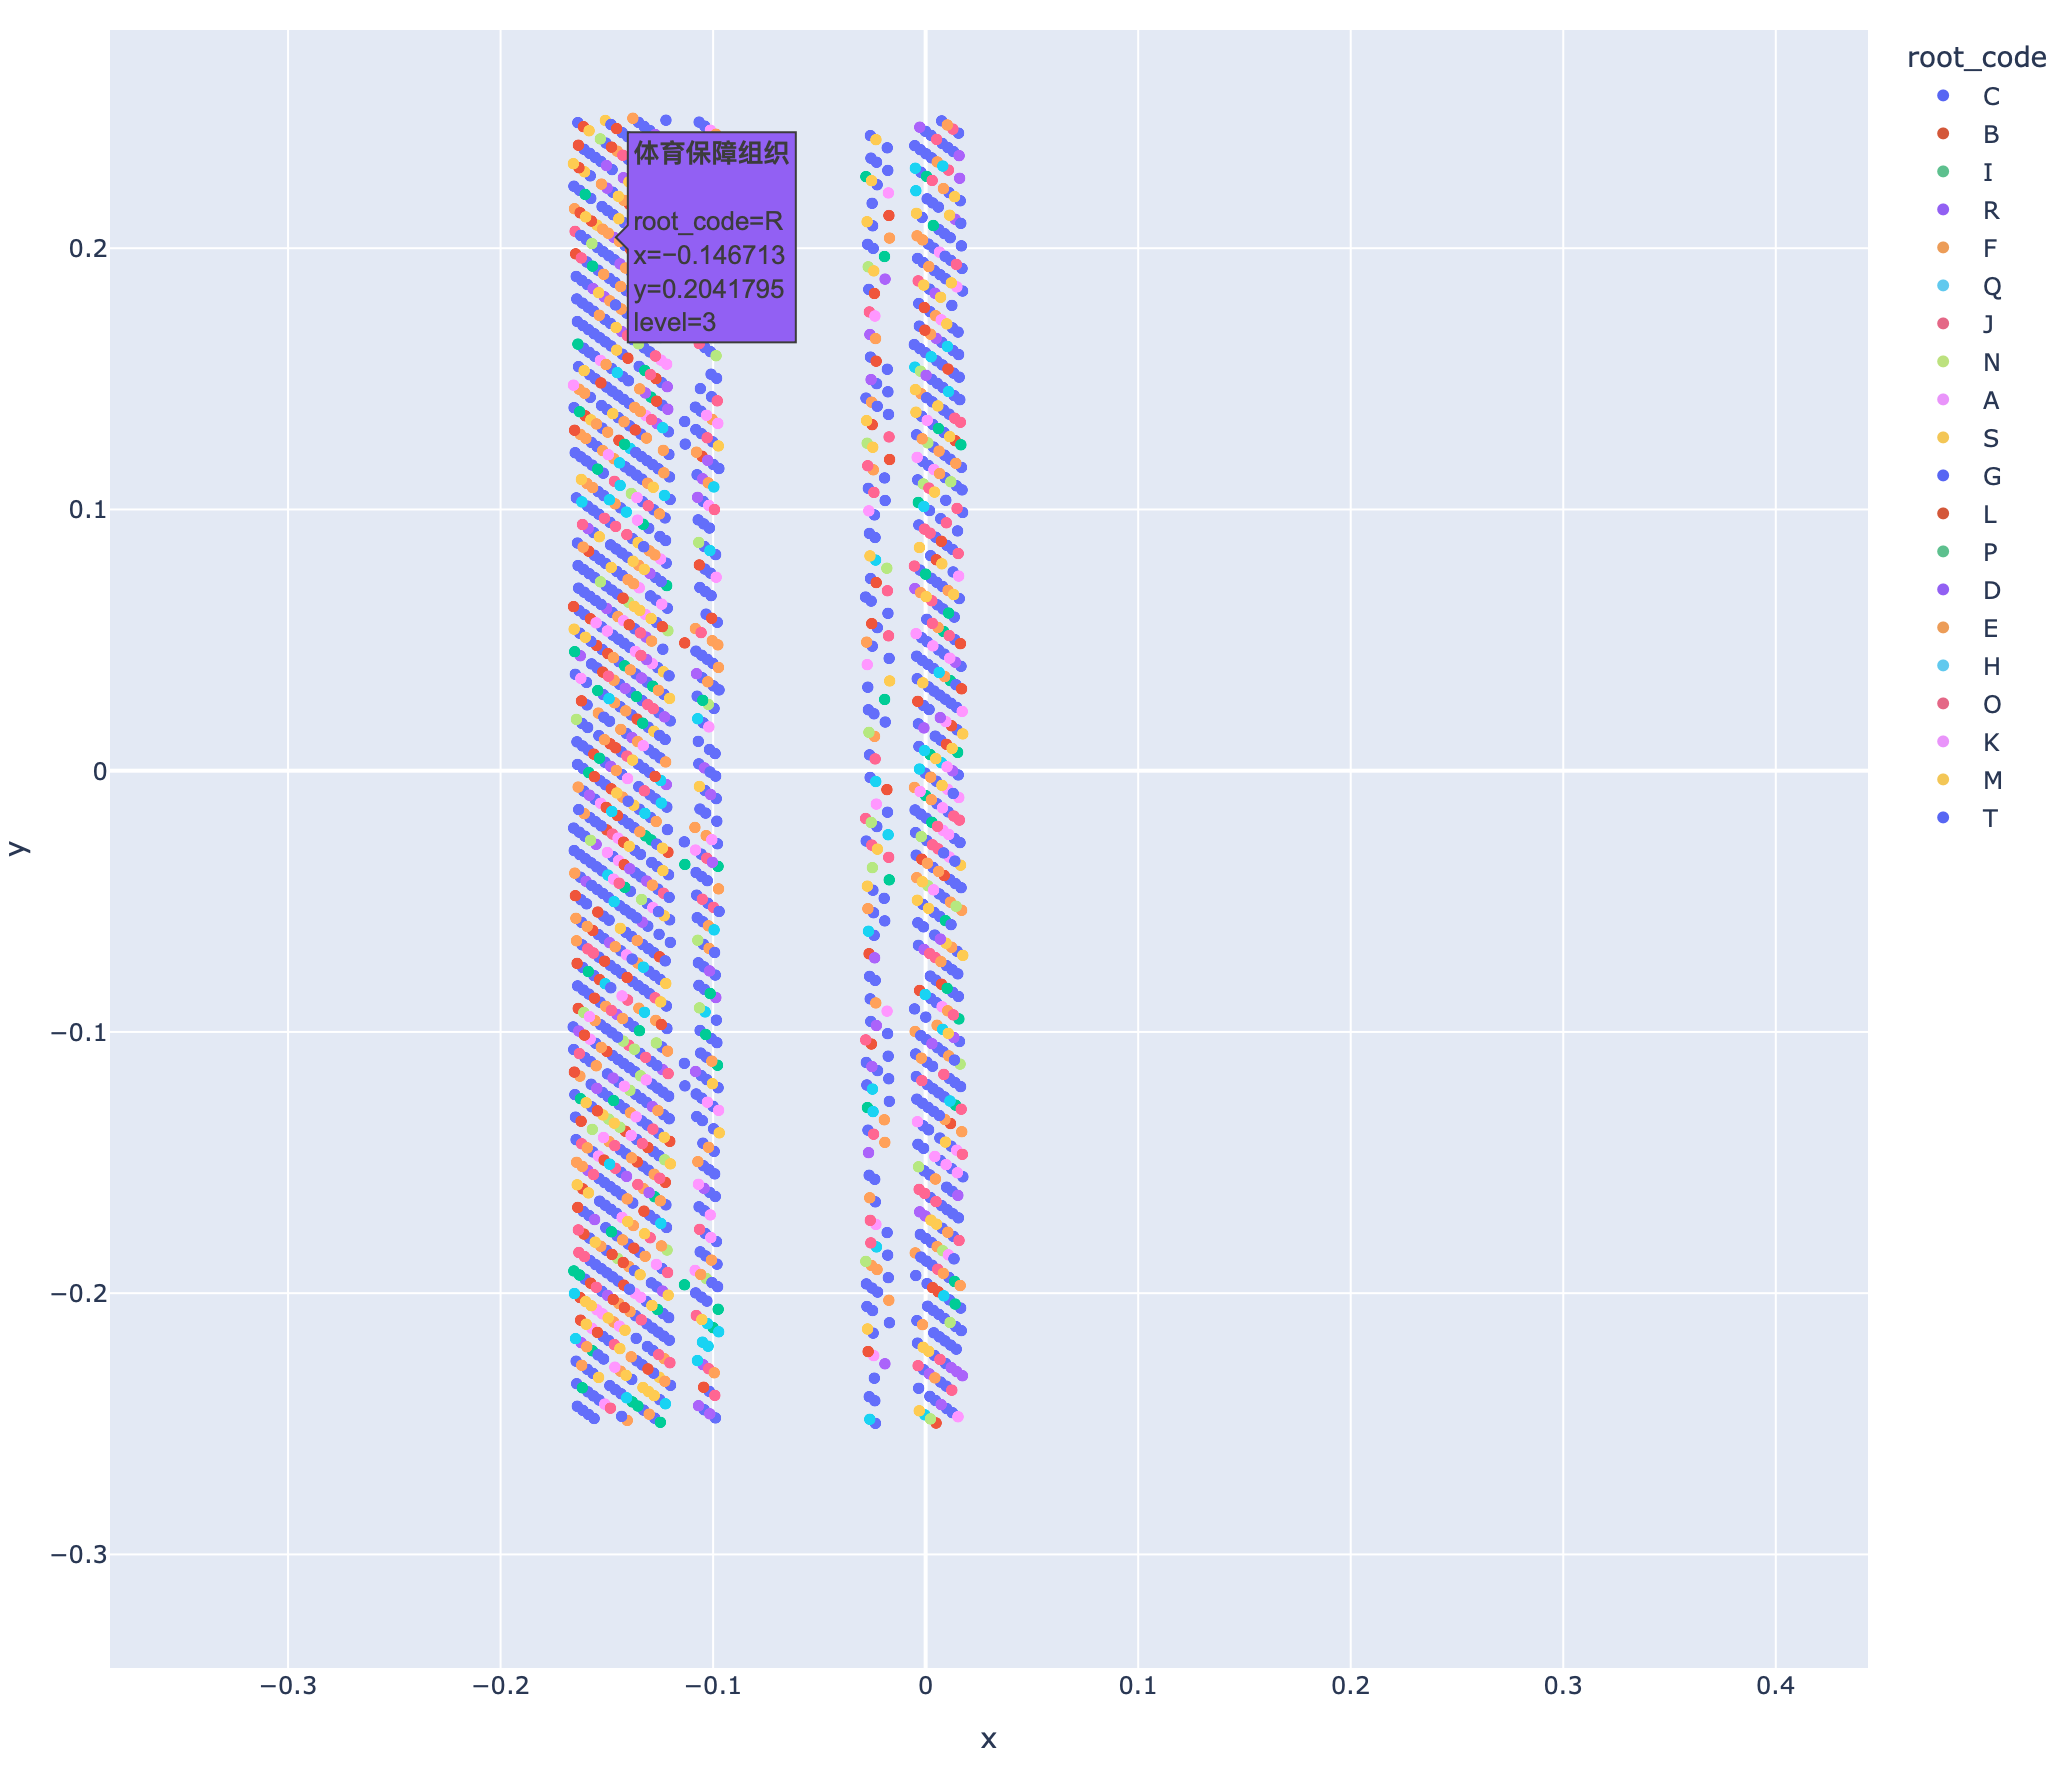 root_code
C
B
I
R
F
Q
J
N
A
S
G
L
P
D
E
H
O
K
M
T
体育保障组织
root_code=R
x=−0.146713
y=0.2041795
level=3
0.2
0.1
0
−0.1
−0.2
−0.3
y
−0.3
−0.2
−0.1
0
0.1
0.2
0.3
0.4
x